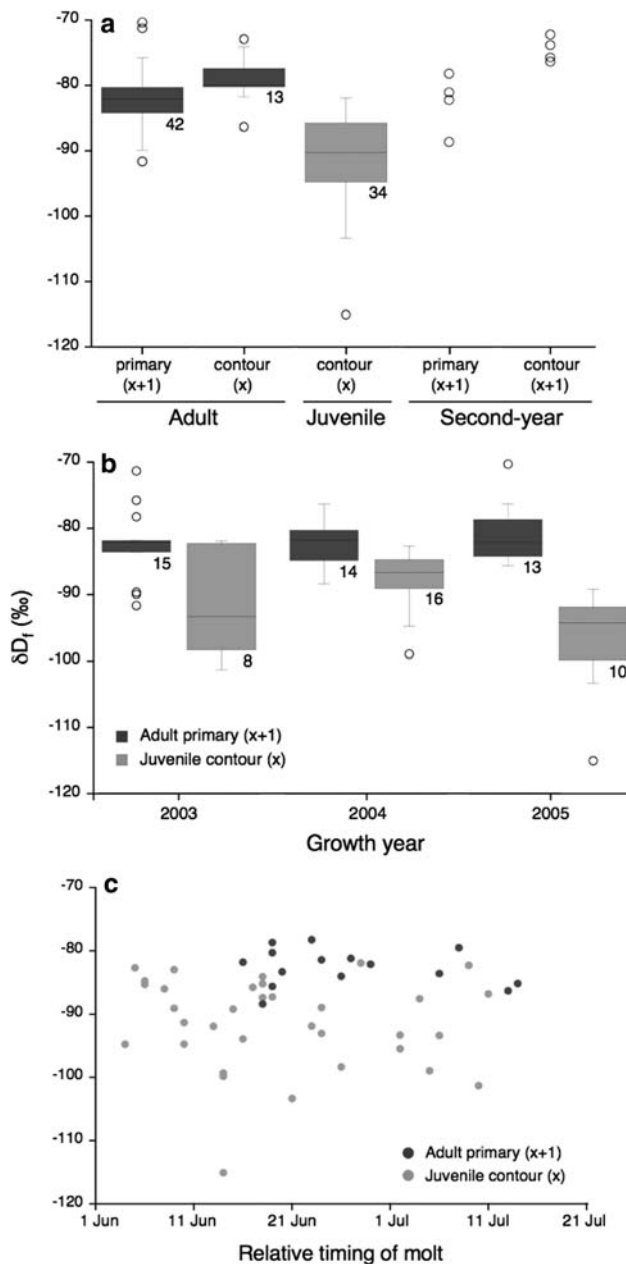 a
-70
-80
-90
-100
-110
-120
42
13
34
primary contour contour primary contour
(x+1) (x) (x) (x+1) (x+1)
Adult Juvenile Second-year
b
-70
-80
-90
-100
-110
-120
δD_f (‰)
15
8
14
16
13
10
Adult primary (x+1)
Juvenile contour (x)
2003 2004 2005
Growth year
c
-70
-80
-90
-100
-110
-120
Adult primary (x+1)
Juvenile contour (x)
1 Jun 11 Jun 21 Jun 1 Jul 11 Jul 21 Jul
Relative timing of molt